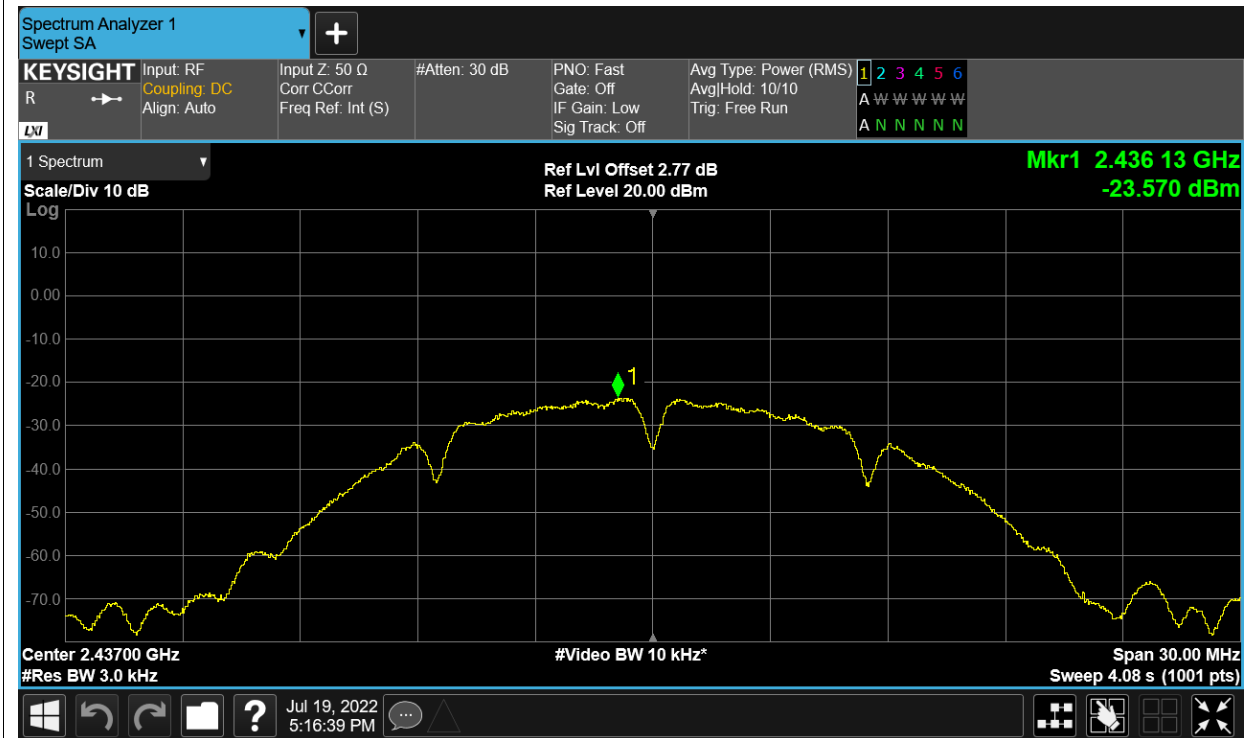 Spectrum Analyzer 1
Swept SA
+
KEYSIGHT Input: RF Input Z: 50 Ω #Atten: 30 dB PNO: Fast Avg Type: Power (RMS) 1 2 3 4 5 6
R Coupling: DC Corr CCorr Gate: Off Avg|Hold: 10/10 A W W W W W
Align: Auto Freq Ref: Int (S) IF Gain: Low Trig: Free Run
LXI Sig Track: Off A N N N N N
1 Spectrum Ref Lvl Offset 2.77 dB Mkr1 2.436 13 GHz
Scale/Div 10 dB Ref Level 20.00 dBm -23.570 dBm
Log
10.0
0.00
-10.0
-20.0
1
-30.0
-40.0
-50.0
-60.0
-70.0
Center 2.43700 GHz #Video BW 10 kHz* Span 30.00 MHz
#Res BW 3.0 kHz Sweep 4.08 s (1001 pts)
? Jul 19, 2022
5:16:39 PM